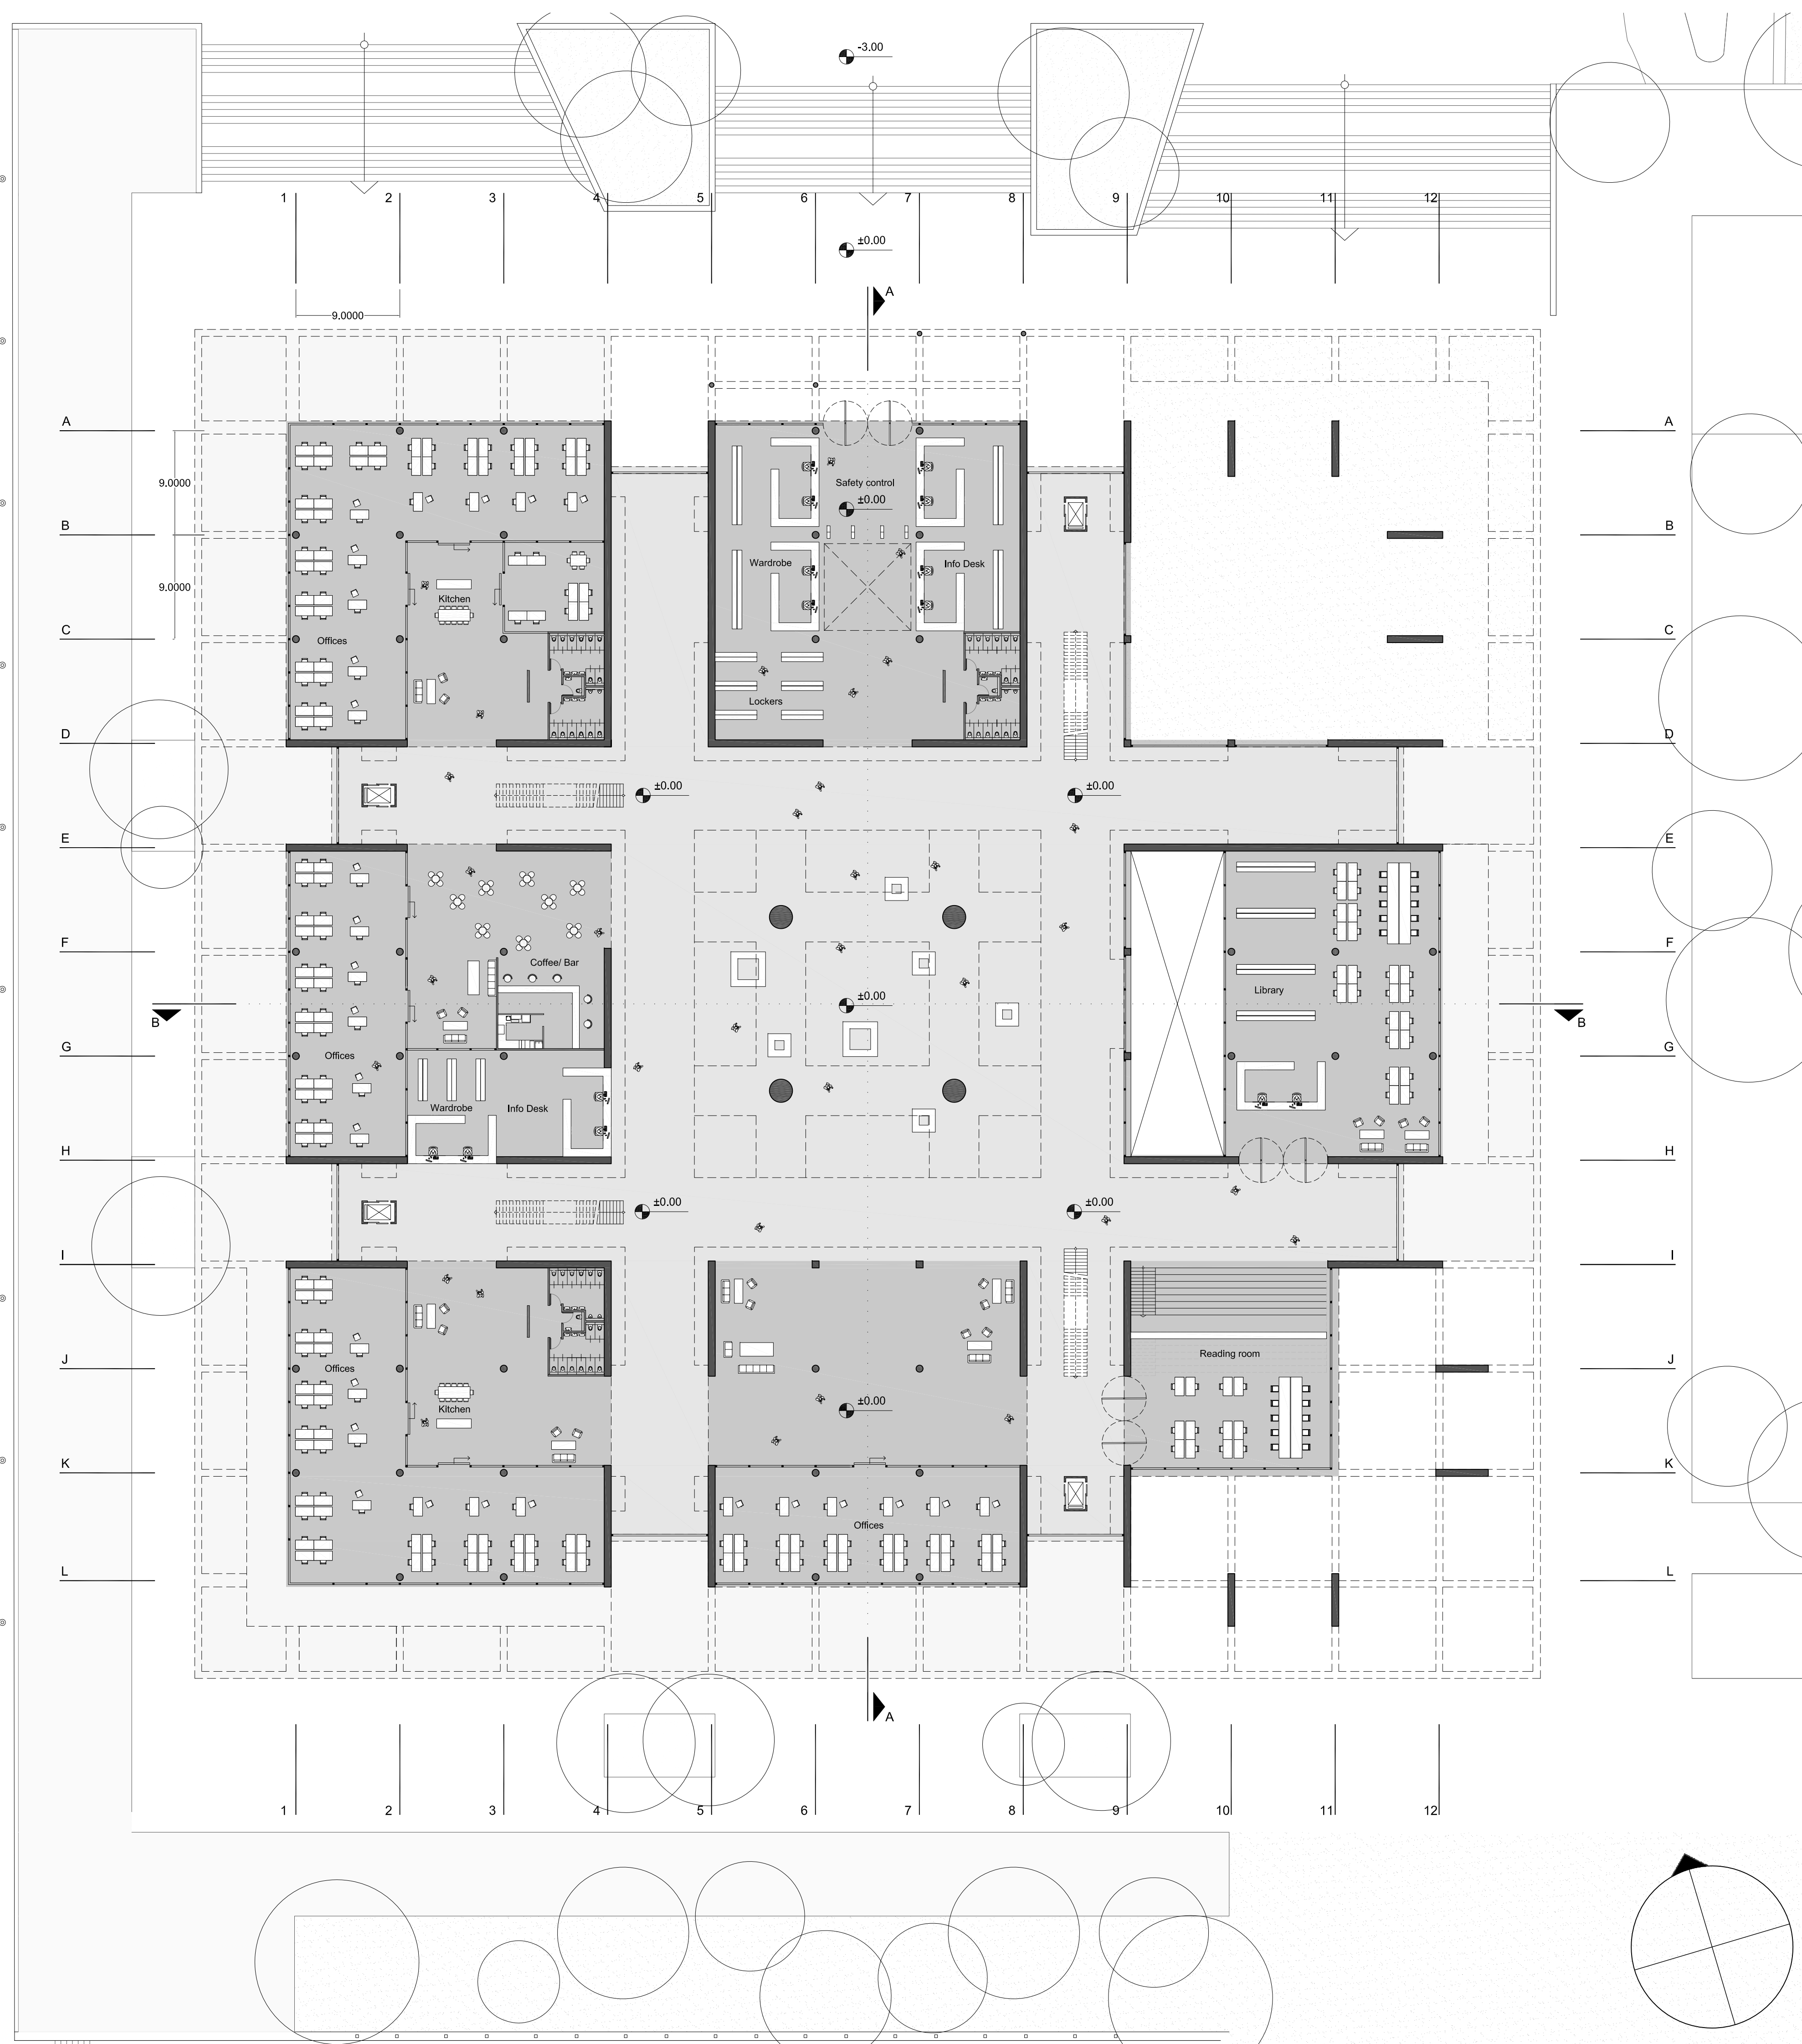 -3.00
1 2 3 4 5 6 7 8 9 10 11 12
±0.00
A
9.0000
A A
9.0000
Safety control
±0.00
B B
Wardrobe Info Desk
9.0000
Kitchen
C C
Offices
Lockers
D D
±0.00 ±0.00
E E
F F
Coffee/ Bar
Library
±0.00
B B
G G
Offices
Wardrobe Info Desk
H H
±0.00 ±0.00
I I
Reading room
J J
Offices
Kitchen
±0.00
K K
Offices
L L
A
1 2 3 4 5 6 7 8 9 10 11 12